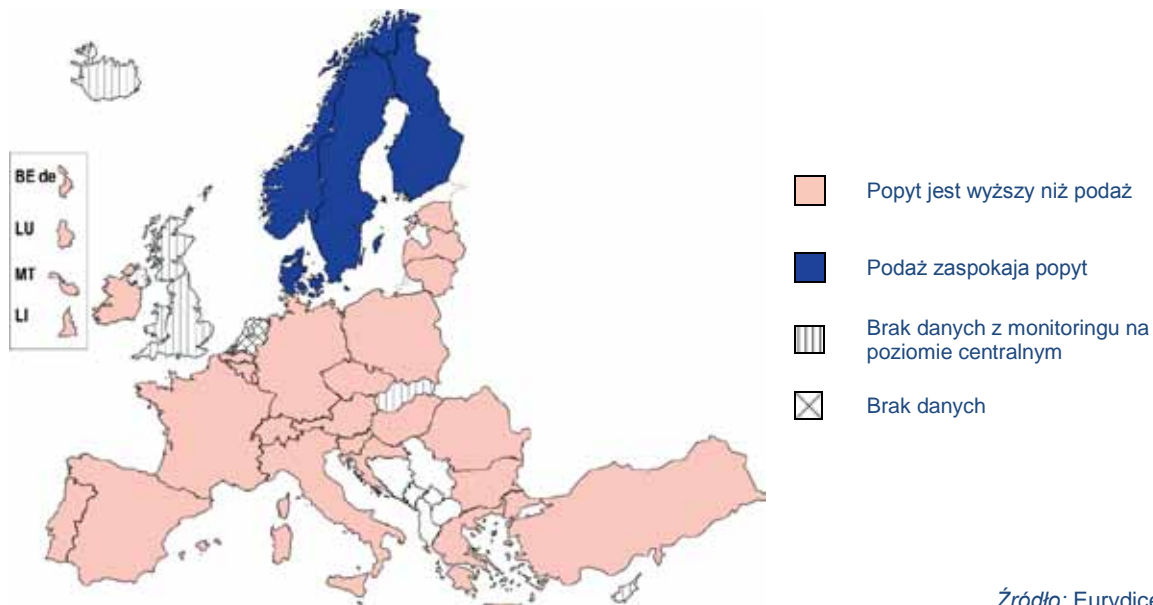 BE de
LU
MT
LI
Popyt jest wyższy niż podaż
Podaż zaspokaja popyt
Brak danych z monitoringu na
poziomie centralnym
Brak danych
Źródło: Eurydice